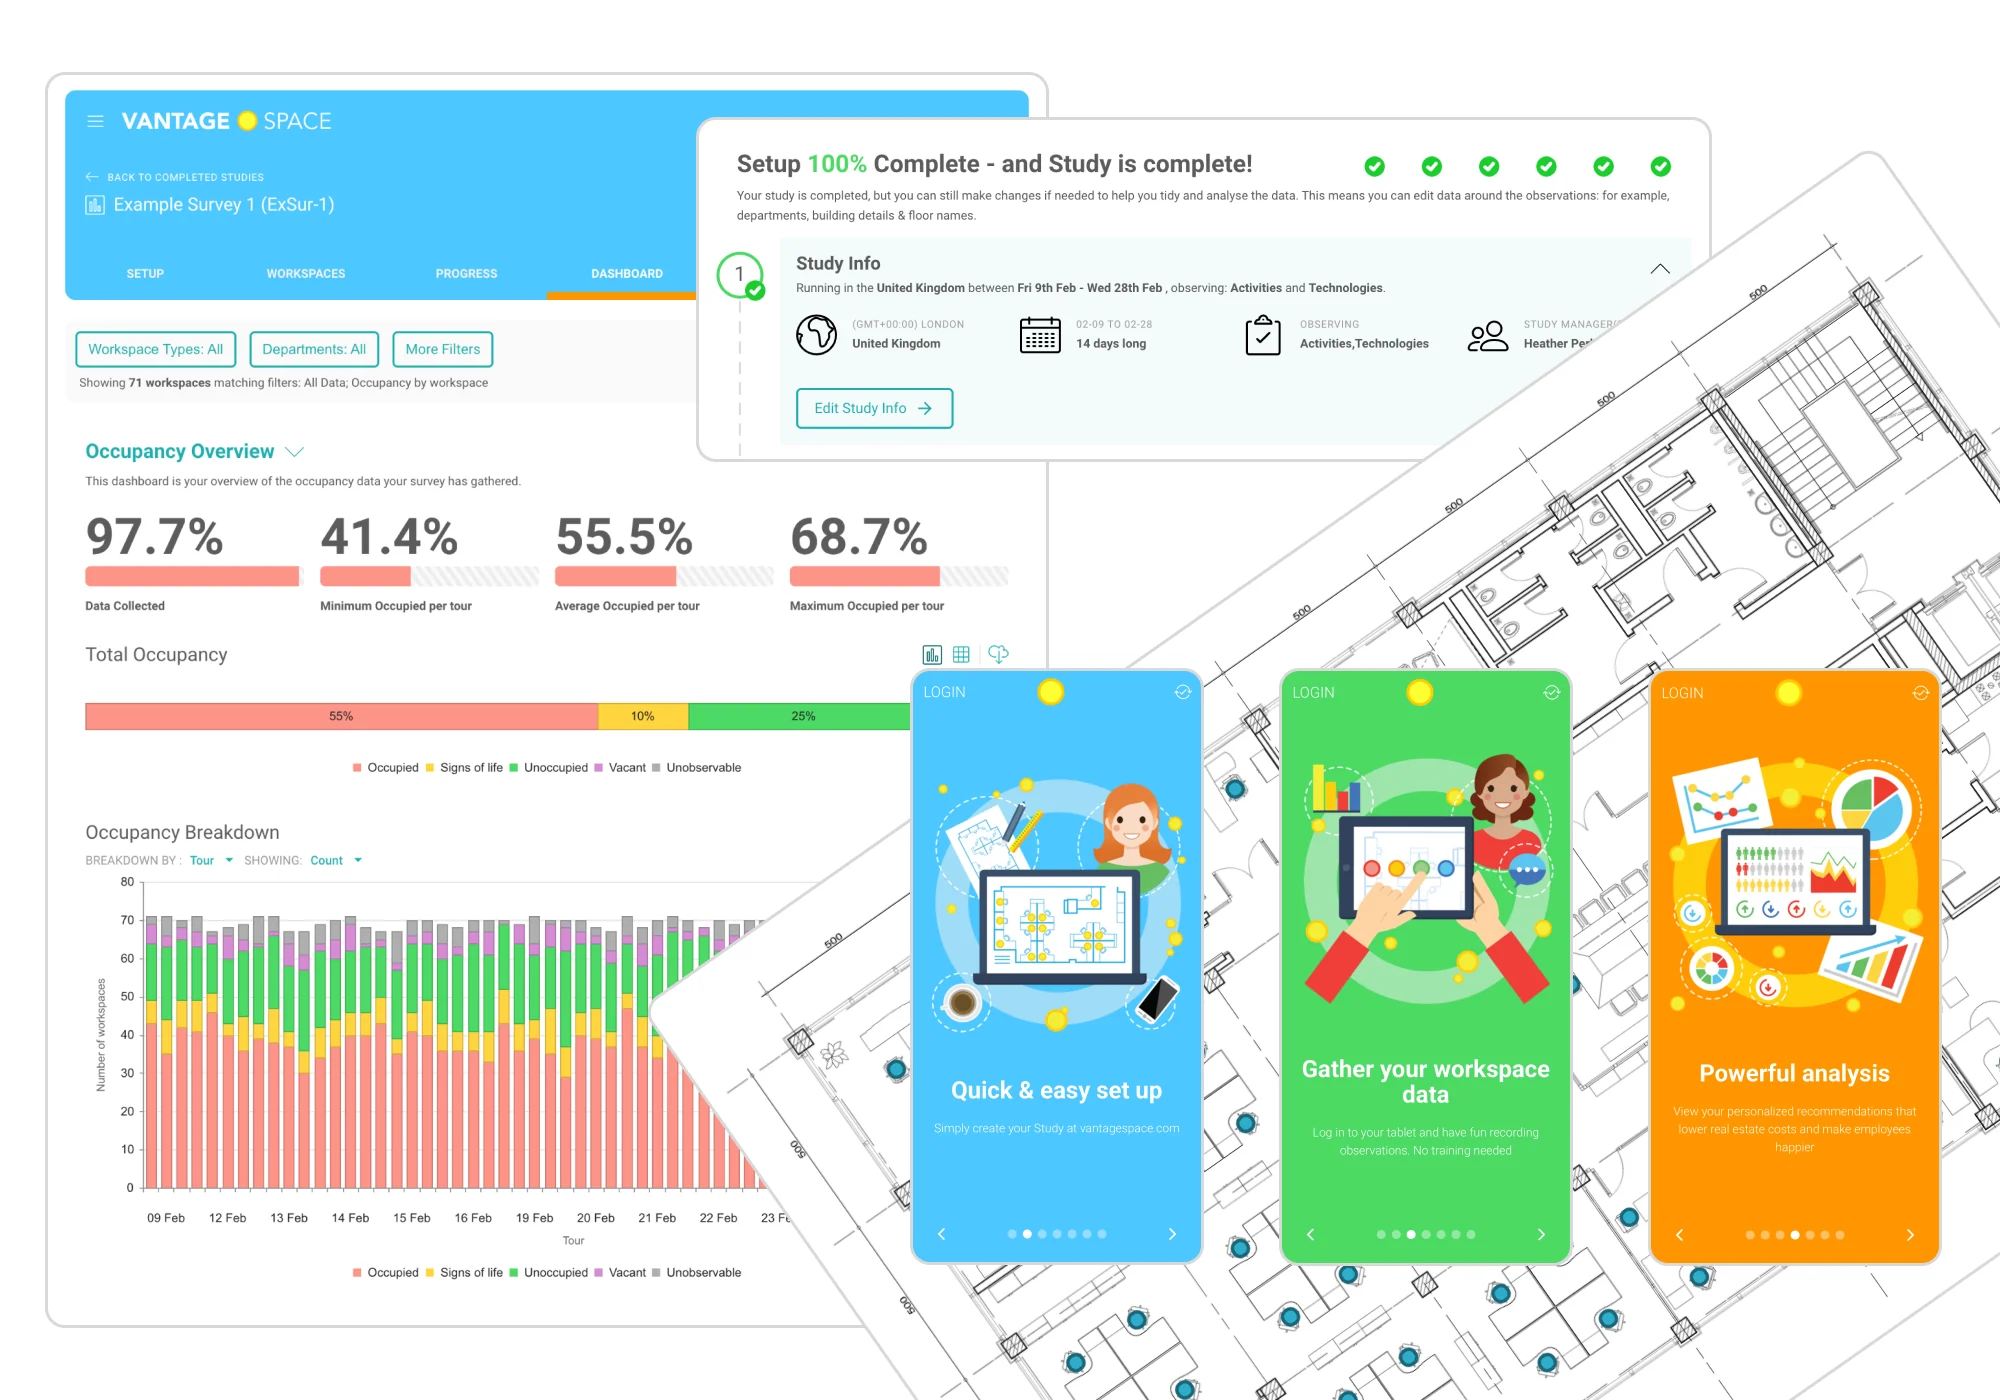 VANTAGE SPACE
BACK TO COMPLETED STUDIES
Example Survey 1 (ExSur-1)
SETUP
WORKSPACES
PROGRESS
DASHBOARD
Workspace Types: All
Departments: All
More Filters
Showing 71 workspaces matching filters: All Data; Occupancy by workspace
Setup 100% Complete - and Study is complete!
Your study is completed, but you can still make changes if needed to help you tidy and analyse the data. This means you can edit data around the observations: for example,
departments, building details & floor names.
1
Study Info
Running in the United Kingdom between Fri 9th Feb - Wed 28th Feb , observing: Activities and Technologies.
(GMT+00:00) LONDON
United Kingdom
02-09 TO 02-28
14 days long
OBSERVING
Activities,Technologies
STUDY MANAGER
Heather
Edit Study Info
Occupancy Overview
This dashboard is your overview of the occupancy data your survey has gathered.
97.7%
Data Collected
41.4%
Minimum Occupied per tour
55.5%
Average Occupied per tour
68.7%
Maximum Occupied per tour
Total Occupancy
55%
10%
25%
Occupied
Signs of life
Unoccupied
Vacant
Unobservable
Occupancy Breakdown
BREAKDOWN BY : Tour SHOWING: Count
Number of workspaces
80
70
60
50
40
30
20
10
0
09 Feb
12 Feb
13 Feb
14 Feb
15 Feb
16 Feb
19 Feb
20 Feb
21 Feb
22 Feb
23
Tour
Occupied
Signs of life
Unoccupied
Vacant
Unobservable
500
500
500
500
500
500
500
LOGIN
Quick & easy set up
Simply create your Study at vantagespace.com
LOGIN
Gather your workspace
data
Log in to your tablet and have fun recording
observations. No training needed
LOGIN
Powerful analysis
View your personalized recommendations that
lower real estate costs and make employees
happier